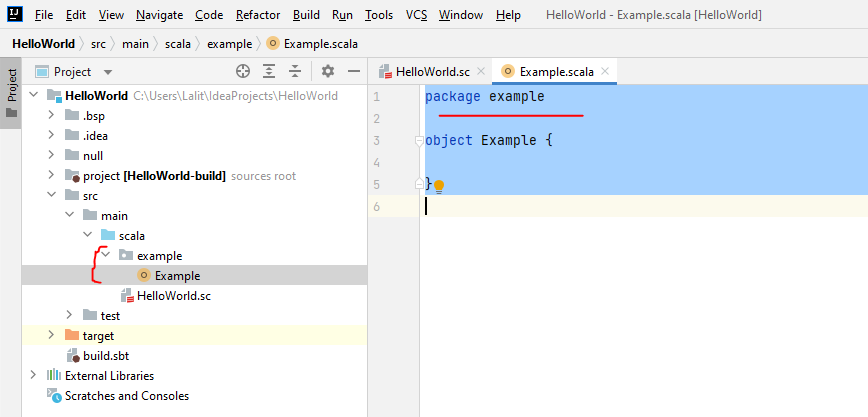 IJ File Edit View Navigate Code Refactor Build Run Tools VCS Window Help HelloWorld - Example.scala [HelloWorld]
HelloWorld src main scala example Example.scala
Project
Project
HelloWorld.sc
Example.scala
HelloWorld C:\Users\Lalit\IdeaProjects\HelloWorld
.bsp
.idea
null
project [HelloWorld-build] sources root
src
main
scala
example
Example
HelloWorld.sc
test
target
build.sbt
External Libraries
Scratches and Consoles
1 package example
2
3 object Example {
4
5 }
6